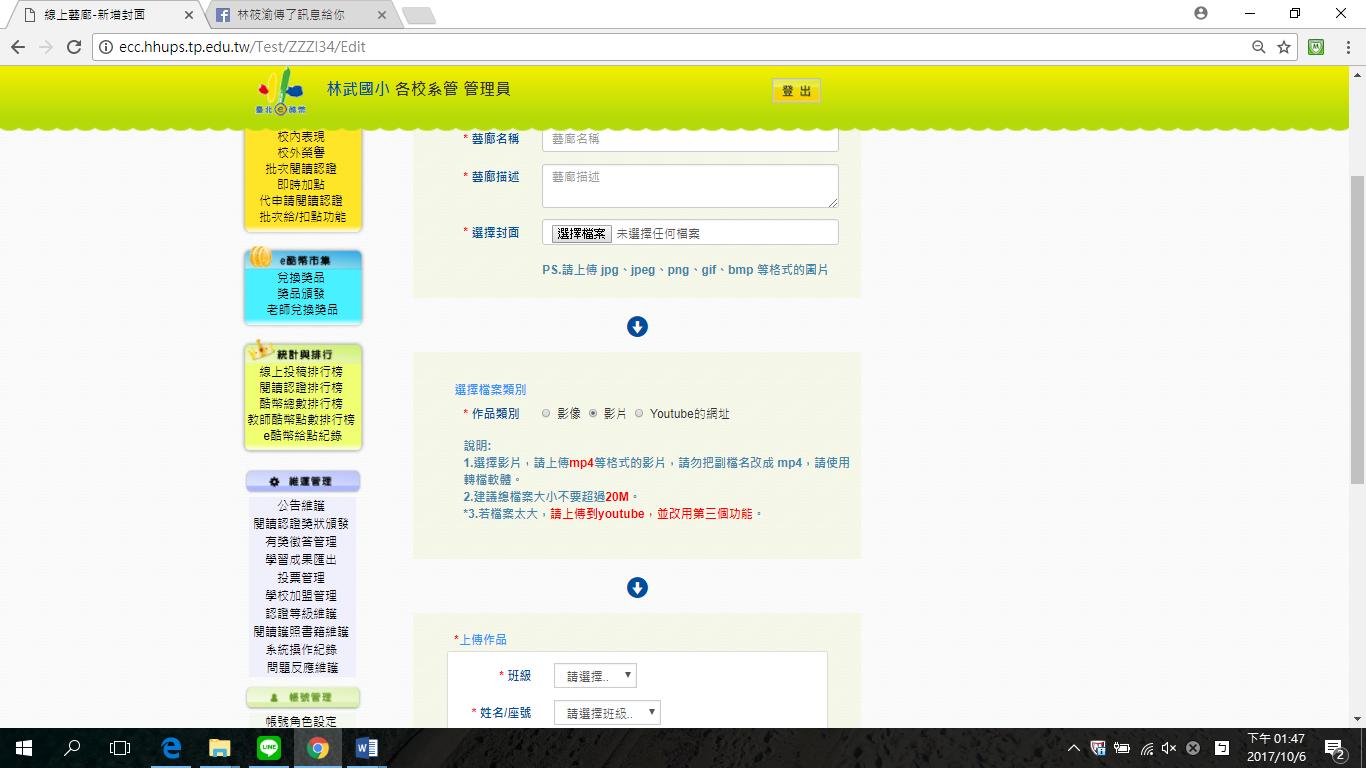 線上藝廊-新增封面
林筱渝傳了訊息給你
ecc.hhups.tp.edu.tw/Test/ZZZI34/Edit
臺北e酷幣
林武國小 各校系管 管理員
登 出
校內表現
校外榮譽
批次閱讀認證
即時加點
代申請閱讀認證
批次給/扣點功能
e酷幣市集
兌換獎品
獎品頒發
老師兌換獎品
統計與排行
線上投稿排行榜
閱讀認證排行榜
酷幣總數排行榜
教師酷幣點數排行榜
e酷幣給點紀錄
維運管理
公告維護
閱讀認證獎狀頒發
有獎徵答管理
學習成果匯出
投票管理
學校加盟管理
認證等級維護
閱讀護照書籍維護
系統操作紀錄
問題反應維護
帳號管理
帳號角色設定
* 藝廊名稱 藝廊名稱
* 藝廊描述 藝廊描述
* 選擇封面 選擇檔案 未選擇任何檔案
PS.請上傳 jpg、jpeg、png、gif、bmp 等格式的圖片
選擇檔案類別
* 作品類別 影像 影片 Youtube的網址
說明:
1.選擇影片，請上傳mp4等格式的影片，請勿把副檔名改成 mp4，請使用
轉檔軟體。
2.建議總檔案大小不要超過20M。
*3.若檔案太大，請上傳到youtube，並改用第三個功能。
*上傳作品
* 班級 請選擇..
* 姓名/座號 請選擇班級..
下午 01:47
2017/10/6
2